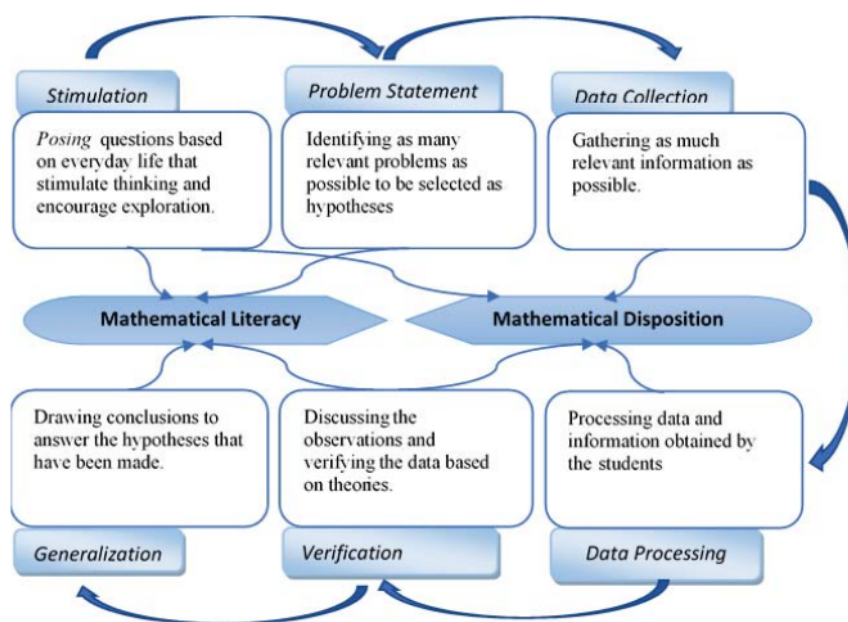 Stimulation
Posing questions based
on everyday life that
stimulate thinking and
encourage exploration.
Problem Statement
Identifying as many
relevant problems as
possible to be selected as
hypotheses
Data Collection
Gathering as much
relevant information as
possible.
Mathematical Literacy
Mathematical Disposition
Drawing conclusions to
answer the hypotheses that
have been made.
Generalization
Discussing the
observations and
verifying the data based
on theories.
Verification
Processing data and
information obtained by
the students
Data Processing